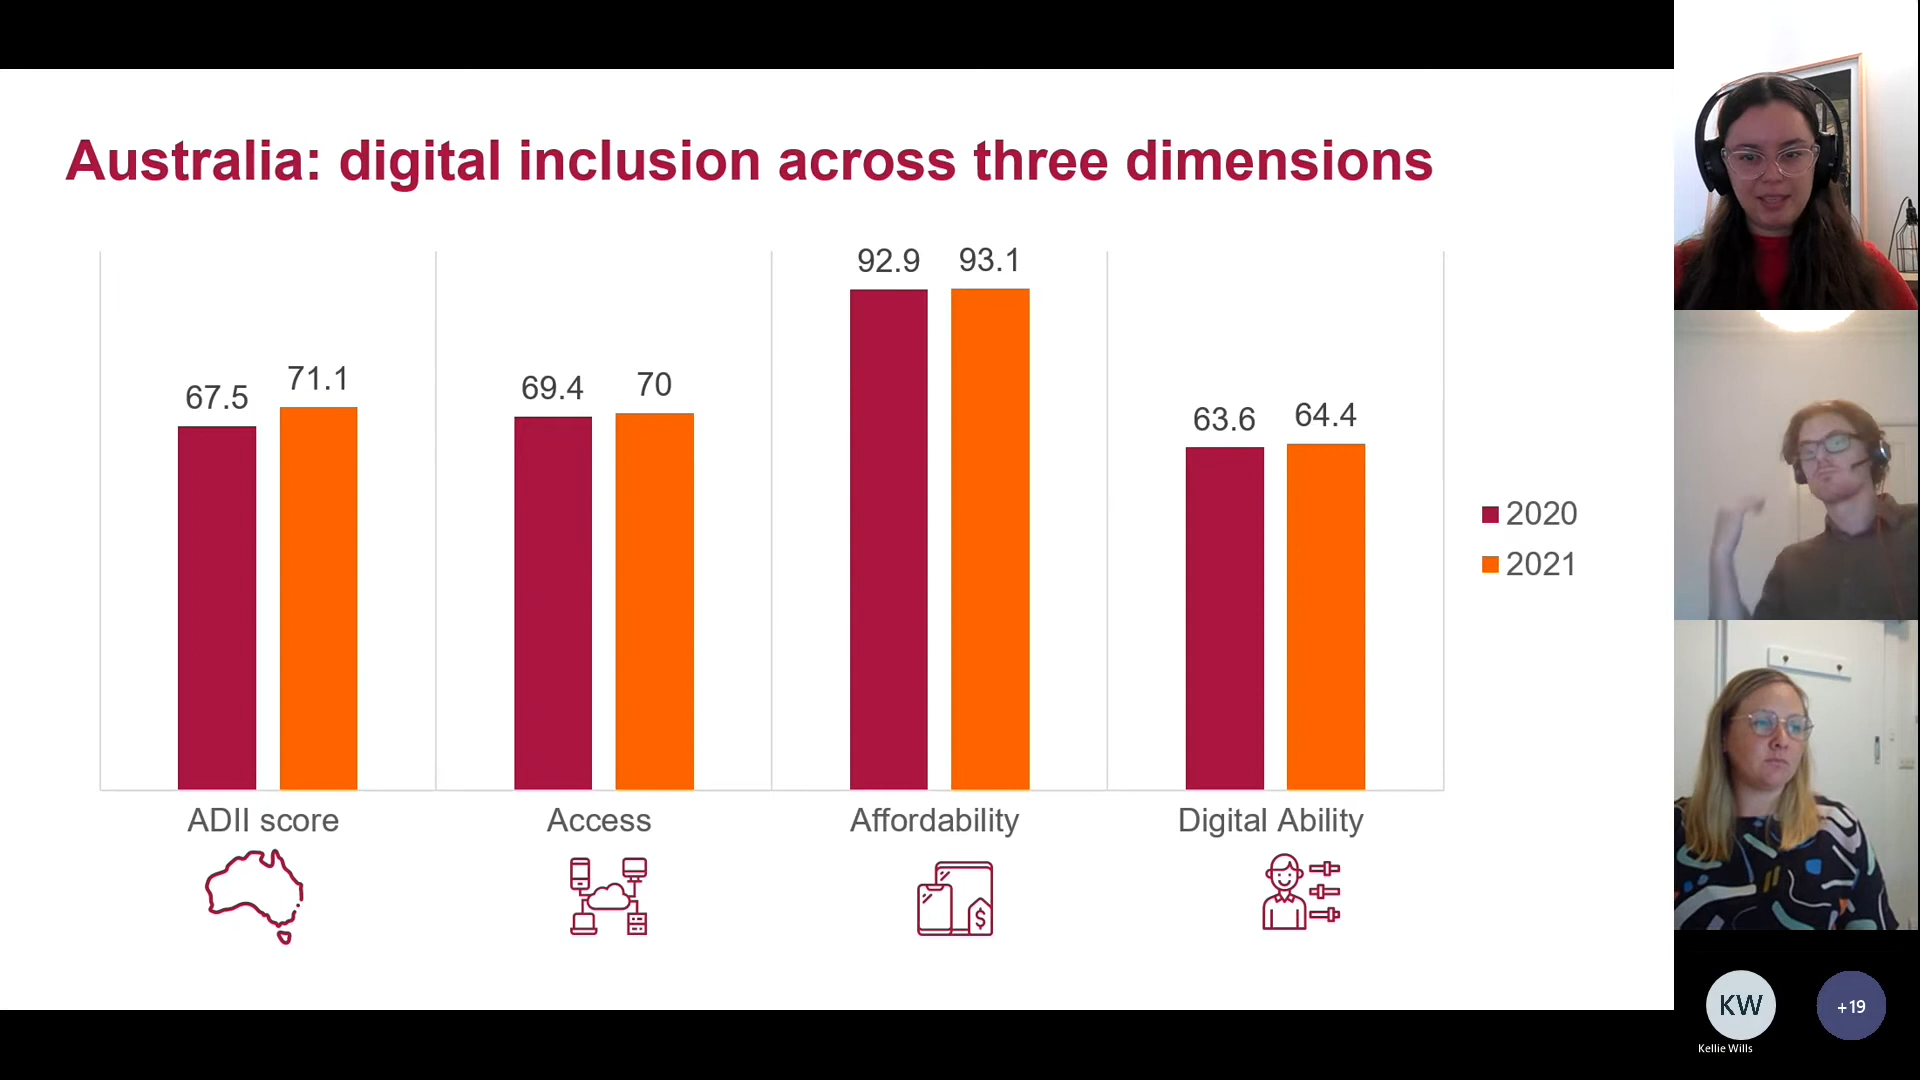 Australia: digital inclusion across three dimensions
67.5
71.1
69.4
70
92.9
93.1
63.6
64.4
2020
2021
ADII score
Access
Affordability
Digital Ability
$
KW
+19
Kellie Wills